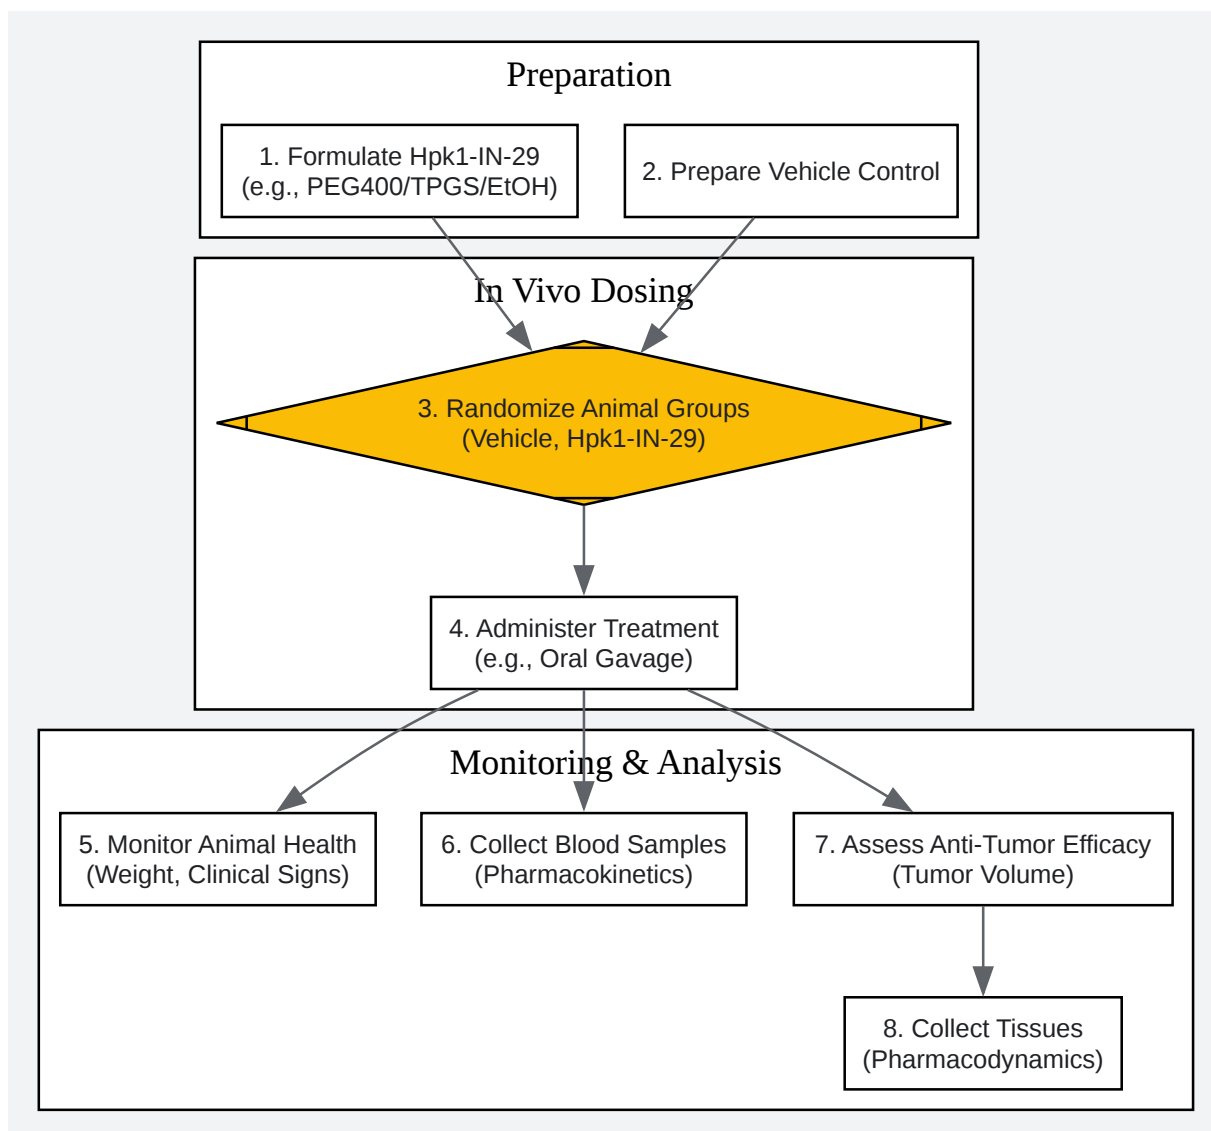 Preparation
1. Formulate Hpk1-IN-29
(e.g., PEG400/TPGS/EtOH)
2. Prepare Vehicle Control
In Vivo Dosing
3. Randomize Animal Groups
(Vehicle, Hpk1-IN-29)
4. Administer Treatment
(e.g., Oral Gavage)
Monitoring & Analysis
5. Monitor Animal Health
(Weight, Clinical Signs)
6. Collect Blood Samples
(Pharmacokinetics)
7. Assess Anti-Tumor Efficacy
(Tumor Volume)
8. Collect Tissues
(Pharmacodynamics)